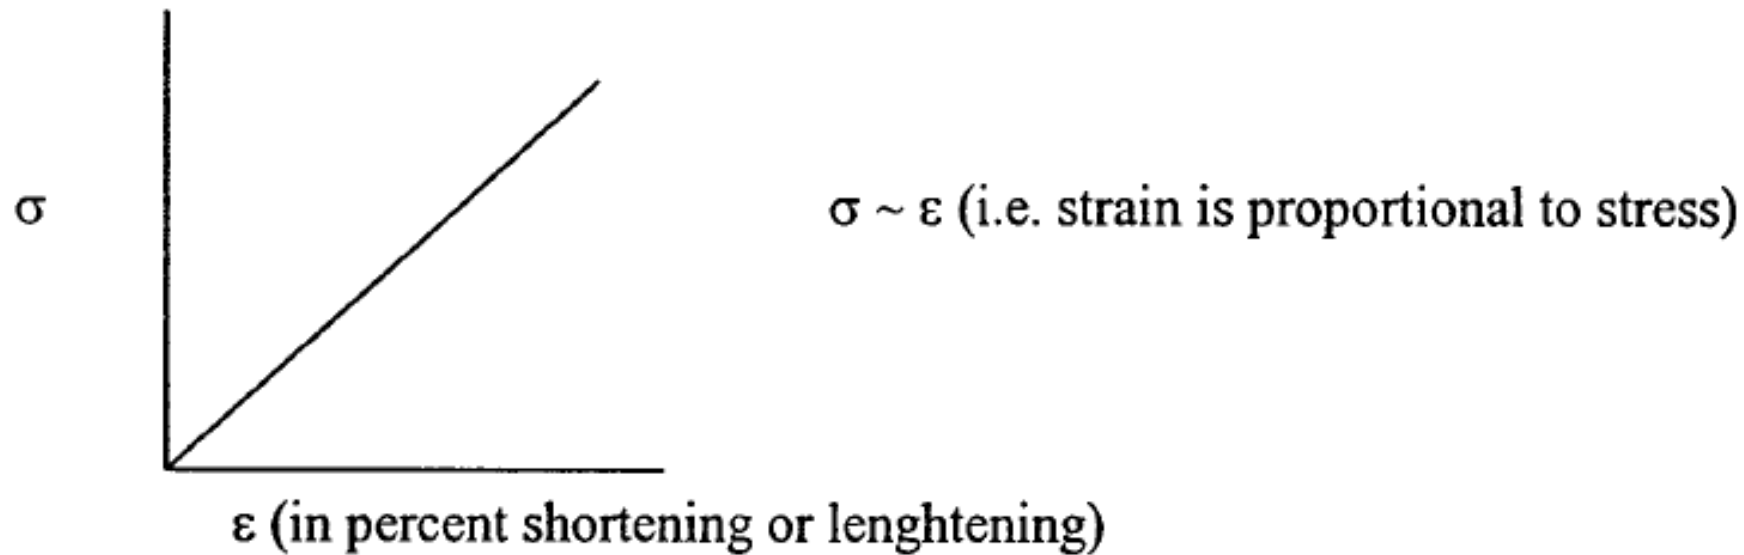 σ
σ ~ ε (i.e. strain is proportional to stress)
ε (in percent shortening or lenghtening)